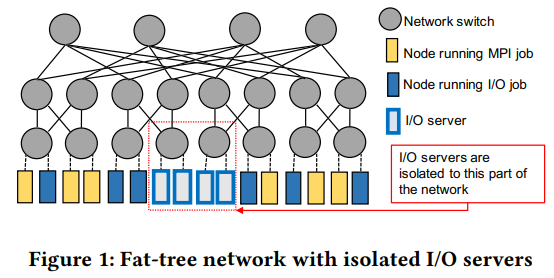 Network switch
Node running MPI job
Node running I/O job
I/O server
I/O servers are
isolated to this part of
the network
Figure 1: Fat-tree network with isolated I/O servers